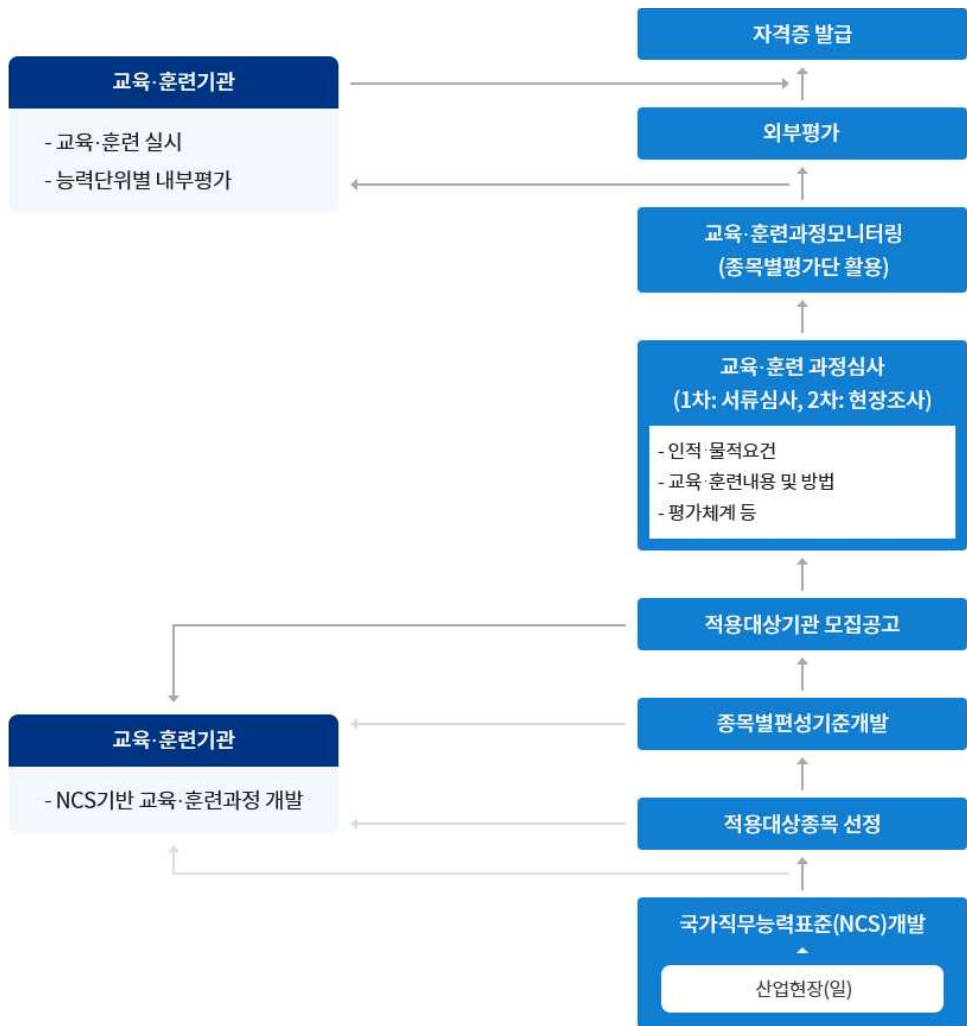 자격증 발급
교육·훈련기관
- 교육·훈련 실시
- 능력단위별 내부평가
외부평가
교육·훈련과정모니터링
(종목별평가단 활용)
교육·훈련 과정심사
(1차: 서류심사, 2차: 현장조사)
- 인적·물적요건
- 교육·훈련내용 및 방법
- 평가체계 등
적용대상기관 모집공고
교육·훈련기관
- NCS기반 교육·훈련과정 개발
종목별편성기준개발
적용대상종목 선정
국가직무능력표준(NCS)개발
산업현장(일)